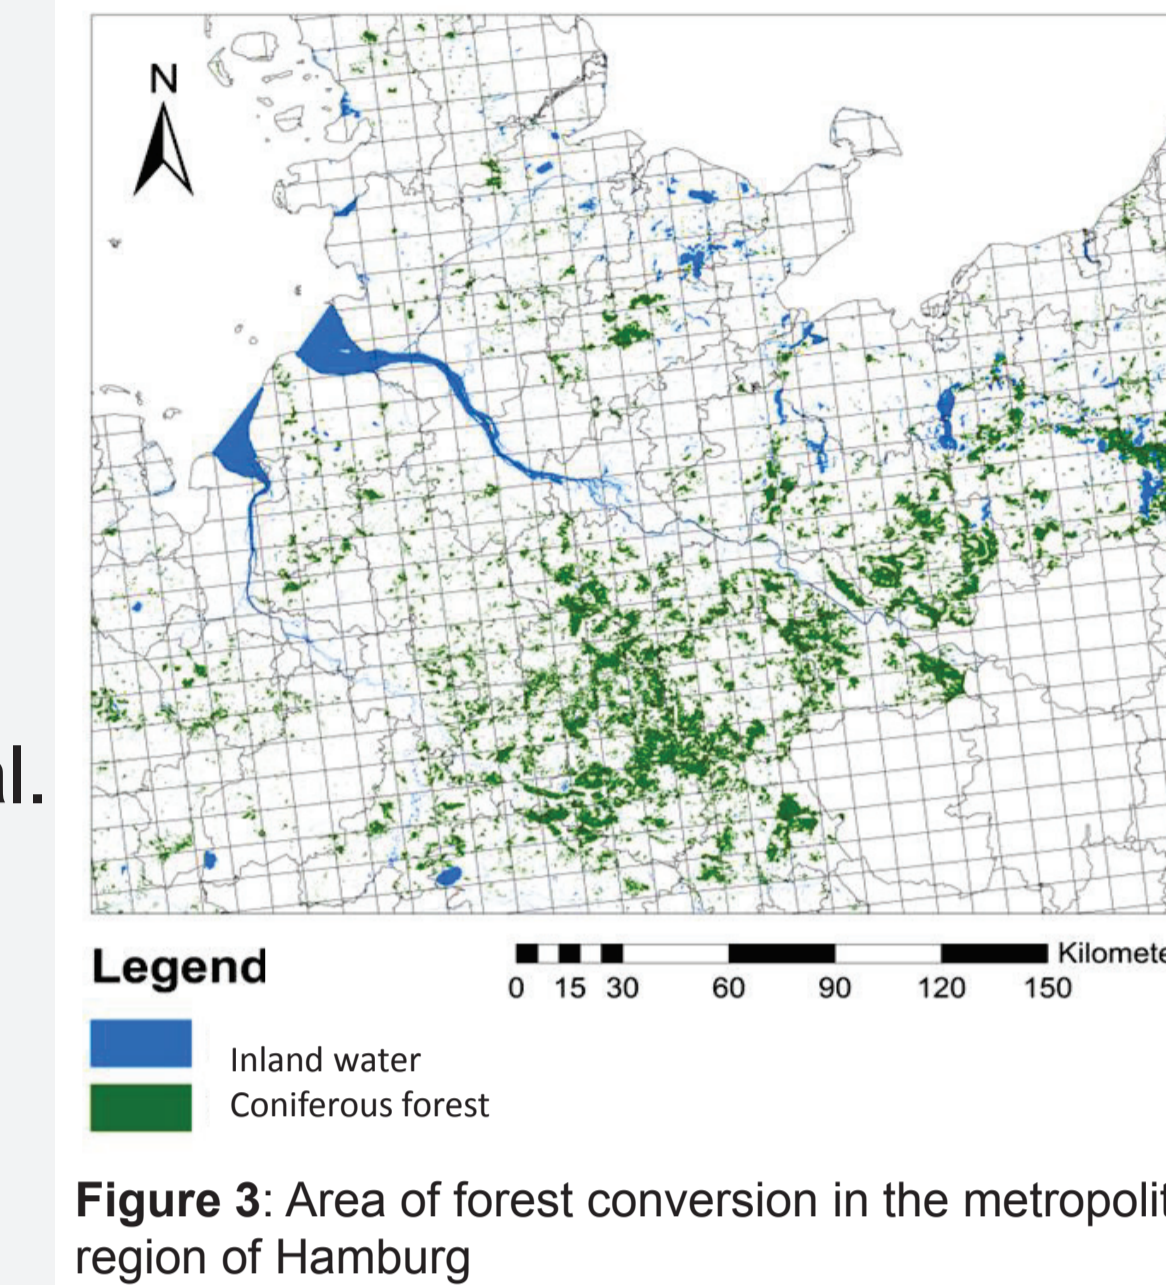 N
al.
Legend
Kilomete
0 15 30 60 90 120 150
Inland water
Coniferous forest
Figure 3: Area of forest conversion in the metropolit
region of Hamburg